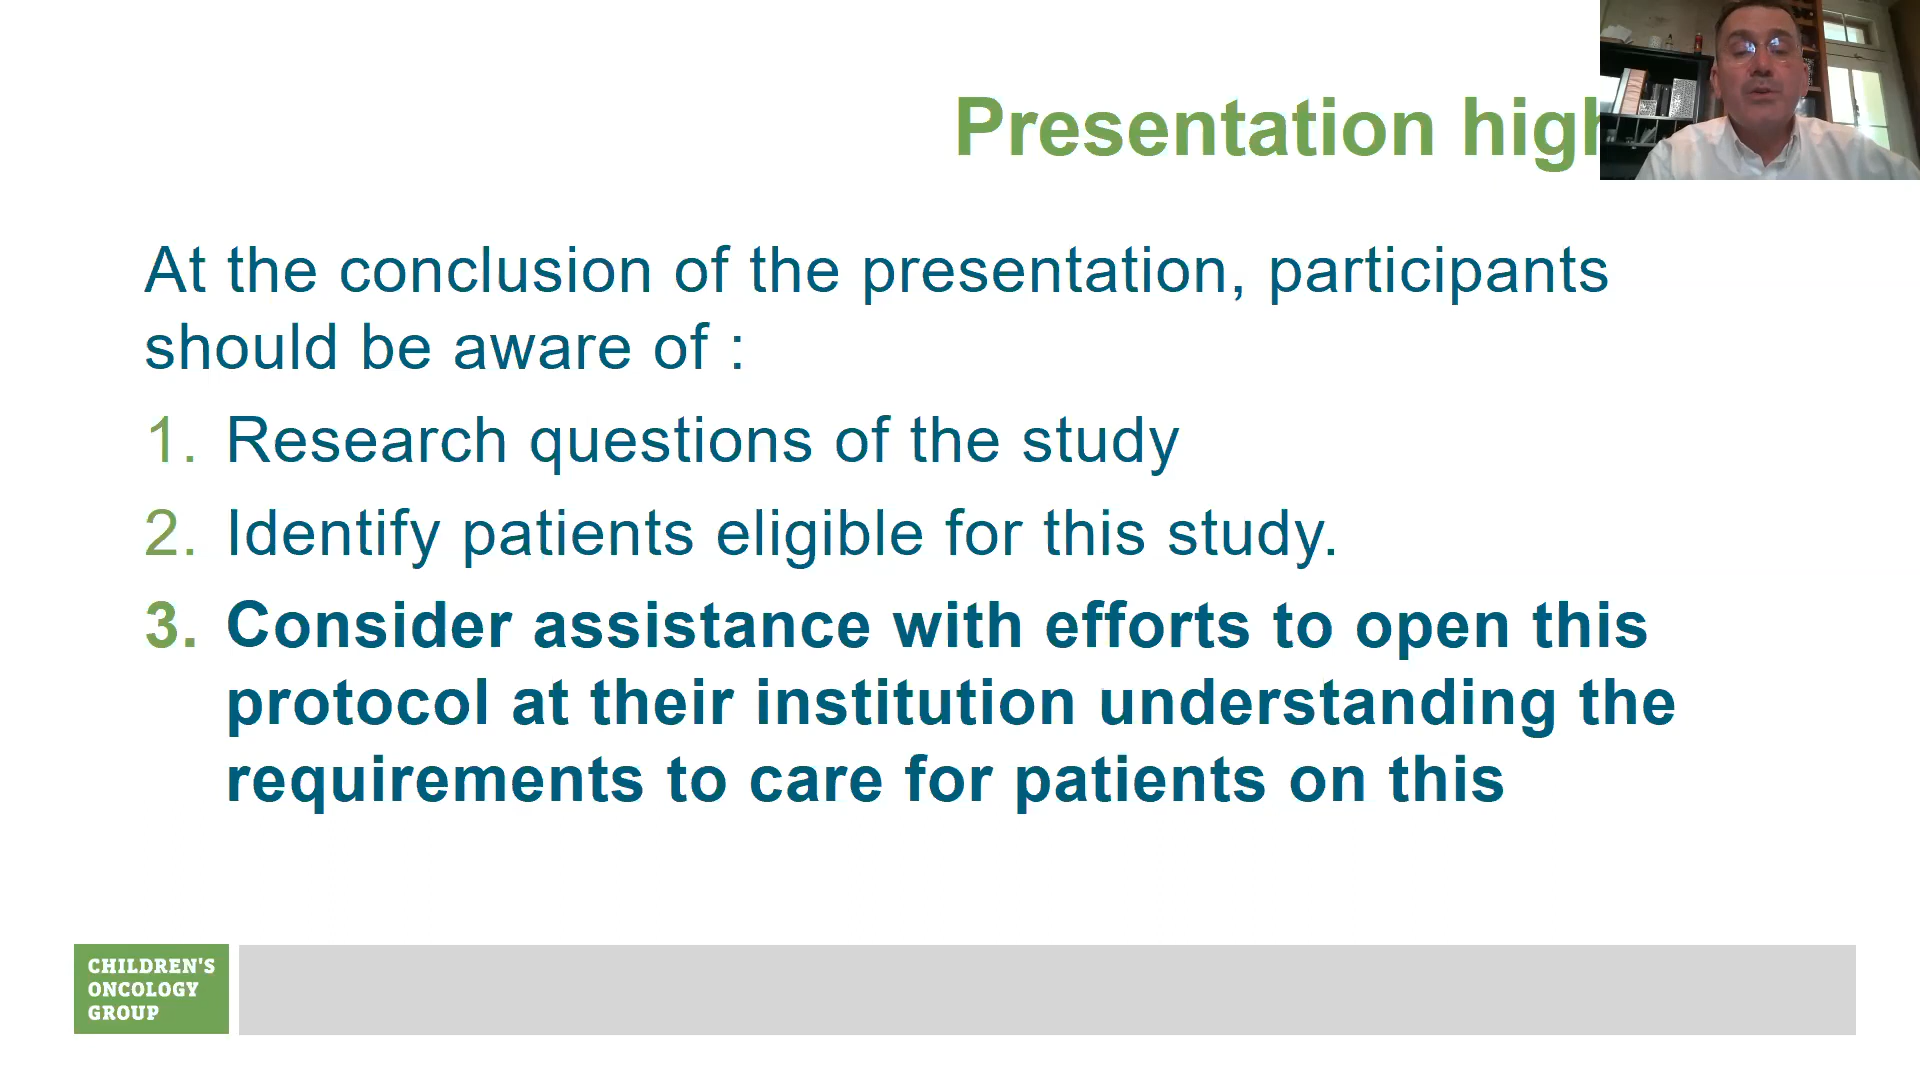 Presentation
At the conclusion of the presentation, participants
should be aware of :
1. Research questions of the study
2. Identify patients eligible for this study.
3. Consider assistance with efforts to open this
protocol at their institution understanding the
requirements to care for patients on this
CHILDREN'S
ONCOLOGY
GROUP